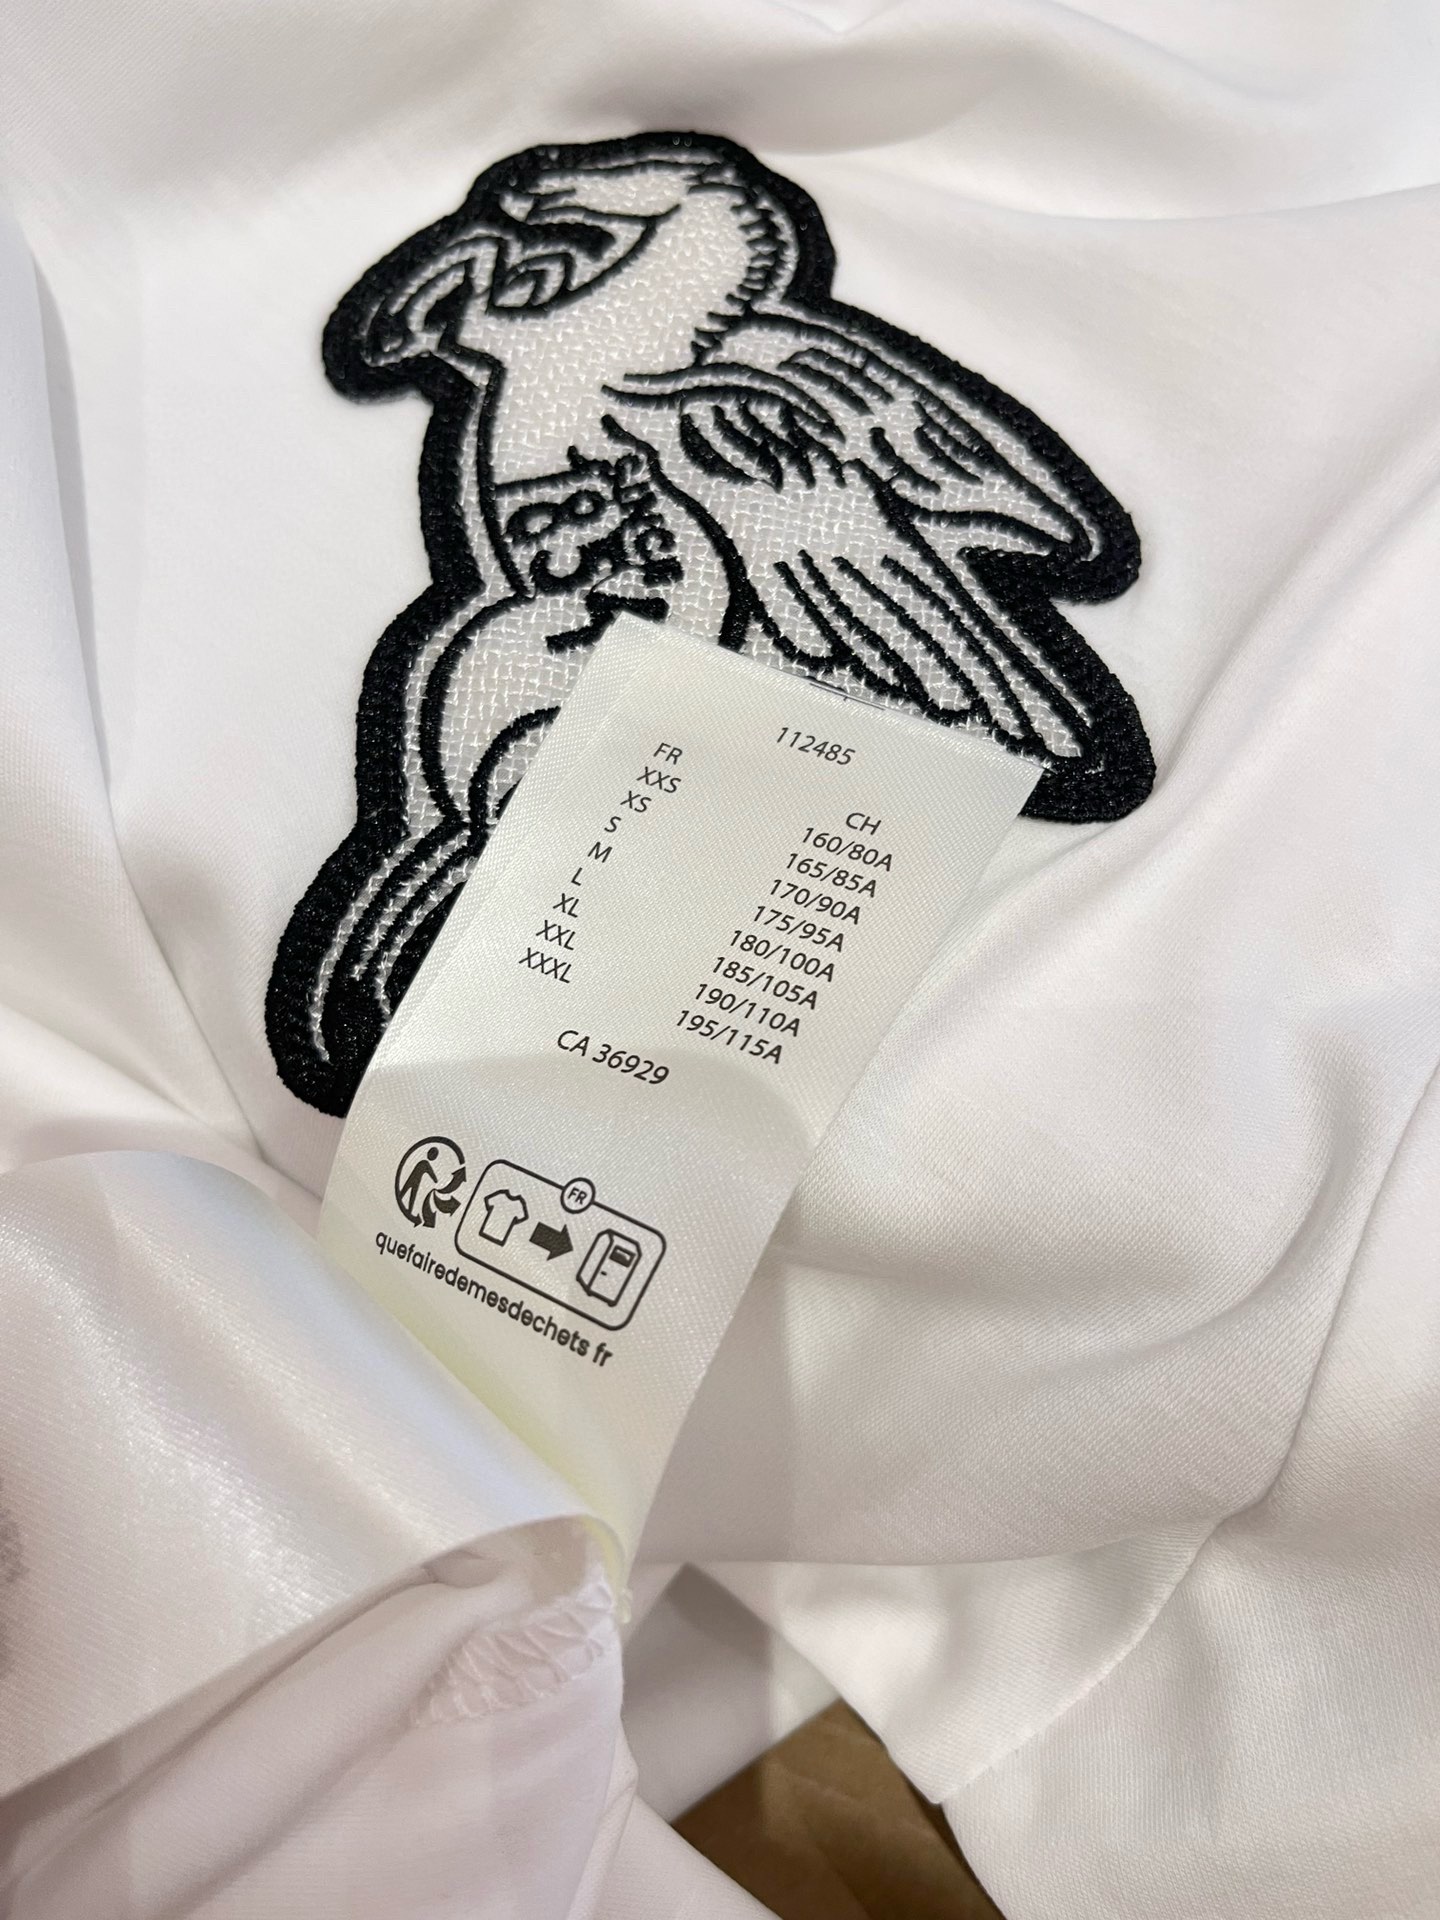 112485
FR CH
XXS 160/80A
XS 165/85A
S 170/90A
M 175/95A
L 180/100A
XL 185/105A
XXL 190/110A
XXXL 195/115A
CA 36929
FR
quefairedemesdechets fr